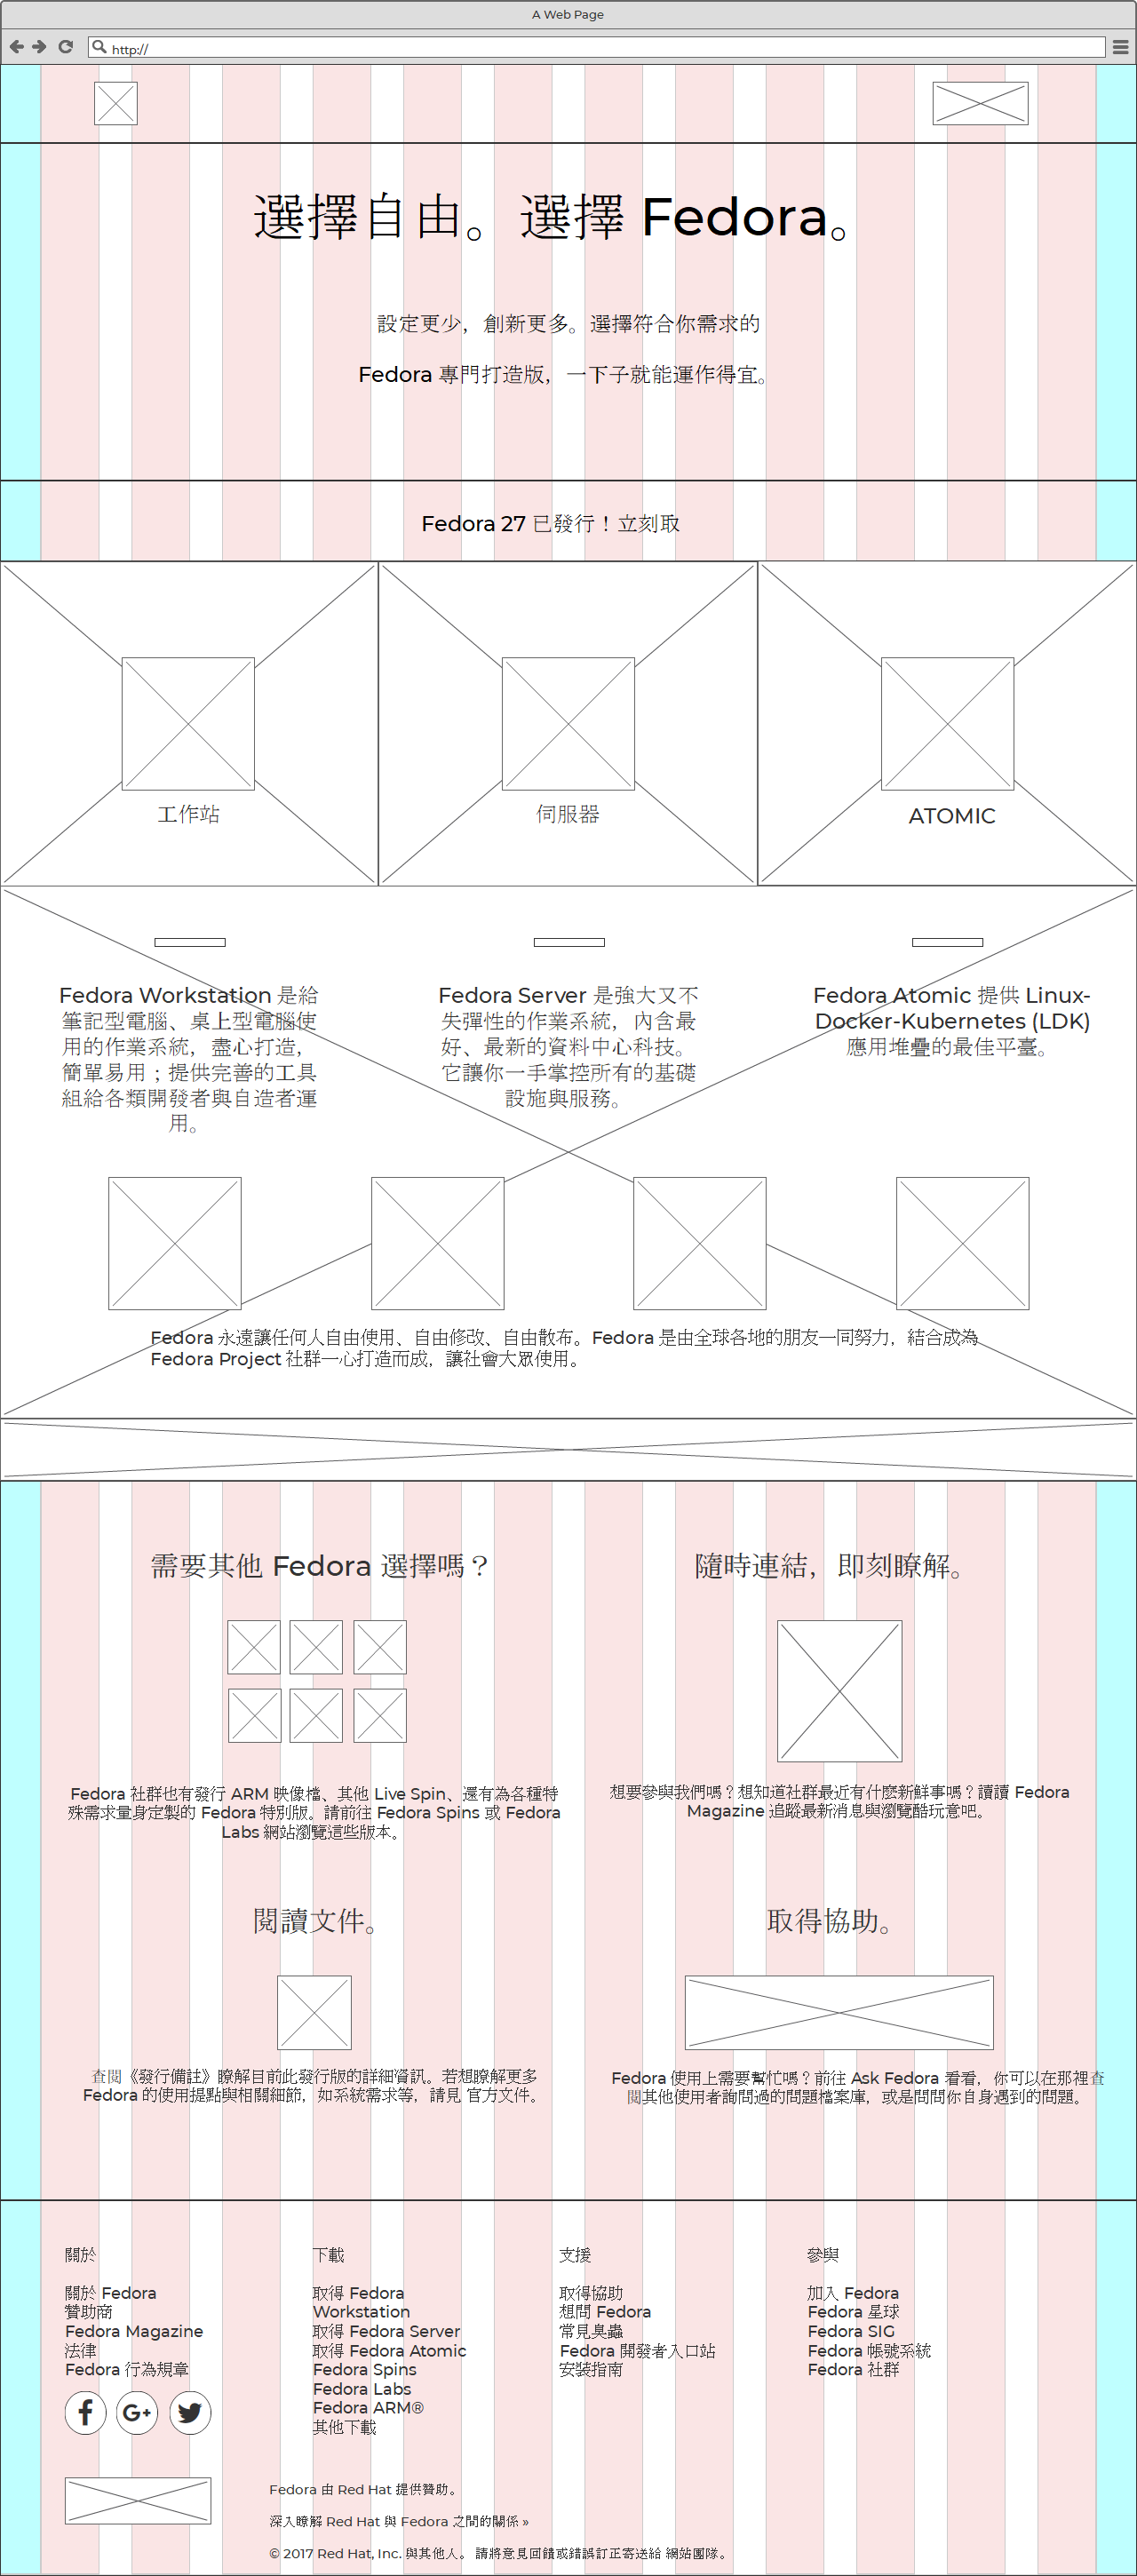 A Web Page
http://
選擇自由。選擇 Fedora。
設定更少，創新更多。選擇符合你需求的
Fedora 專門打造版，一下子就能運作得宜。
Fedora 27 已發行！立刻取
工作站
伺服器
ATOMIC
Fedora Workstation 是給
筆記型電腦、桌上型電腦使
用的作業系統，盡心打造，
簡單易用；提供完善的工具
組給各類開發者與自造者運
用。
Fedora Server 是強大又不
失彈性的作業系統，內含最
好、最新的資料中心科技。
它讓你一手掌控所有的基礎
設施與服務。
Fedora Atomic 提供 Linux-
Docker-Kubernetes (LDK)
應用堆疊的最佳平臺。
Fedora 永遠讓任何人自由使用、自由修改、自由散布。Fedora 是由全球各地的朋友一同努力，結合成為
Fedora Project 社群一心打造而成，讓社會大眾使用。
需要其他 Fedora 選擇嗎？
隨時連結，即刻瞭解。
Fedora 社群也有發行 ARM 映像檔、其他 Live Spin、還有為各種特
殊需求量身定製的 Fedora 特別版。請前往 Fedora Spins 或 Fedora
Labs 網站瀏覽這些版本。
想要參與我們嗎？想知道社群最近有什麼新鮮事嗎？讀讀 Fedora
Magazine 追蹤最新消息與瀏覽酷玩意吧。
閱讀文件。
取得協助。
查閱《發行備註》瞭解目前此發行版的詳細資訊。若想瞭解更多
Fedora 的使用提點與相關細節，如系統需求等，請見 官方文件。
Fedora 使用上需要幫忙嗎？前往 Ask Fedora 看看，你可以在那裡查
閱其他使用者詢問過的問題檔案庫，或是問問你自身遇到的問題。
關於
關於 Fedora
贊助商
Fedora Magazine
法律
Fedora 行為規章
下載
取得 Fedora
Workstation
取得 Fedora Server
取得 Fedora Atomic
Fedora Spins
Fedora Labs
Fedora ARM®
其他下載
支援
取得協助
想問 Fedora
常見臭蟲
Fedora 開發者入口站
安裝指南
參與
加入 Fedora
Fedora 星球
Fedora SIG
Fedora 帳號系統
Fedora 社群
Fedora 由 Red Hat 提供贊助。
深入瞭解 Red Hat 與 Fedora 之間的關係 »
© 2017 Red Hat, Inc. 與其他人。 請將意見回饋或錯誤訂正寄送給 網站團隊。